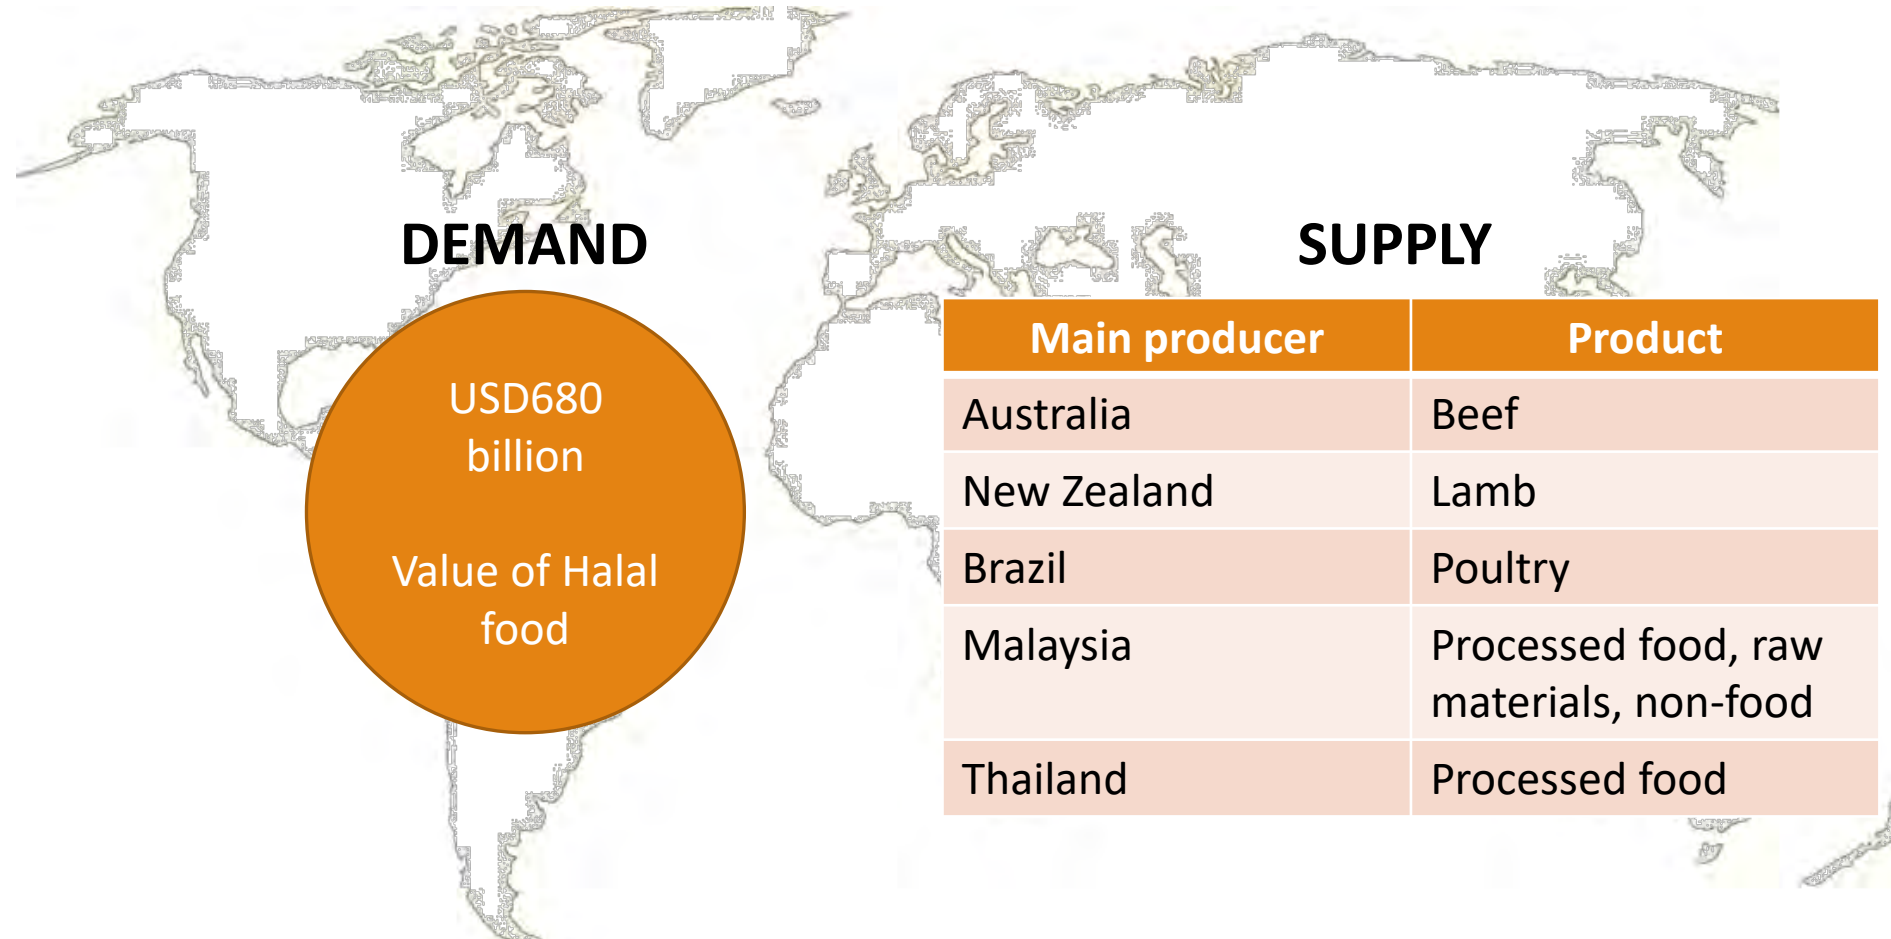 DEMAND
USD680
billion
Value of Halal
food
SUPPLY
Main producer Product
Australia Beef
New Zealand Lamb
Brazil Poultry
Malaysia Processed food, raw
materials, non-food
Thailand Processed food